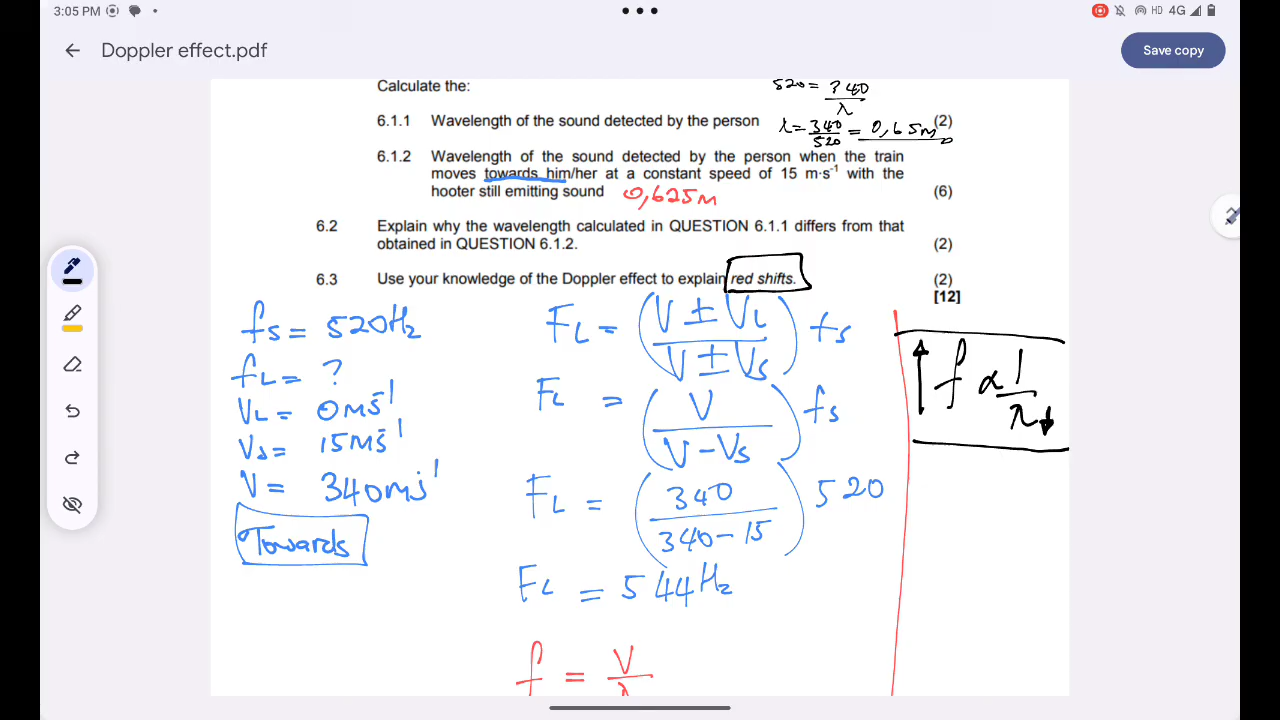 3:05 PM
HD 4G
Doppler effect.pdf
Save copy
Calculate the:
520 = 340
λ
6.1.1 Wavelength of the sound detected by the person (2)
λ = 340 = 0,65m
520
6.1.2 Wavelength of the sound detected by the person when the train
moves towards him/her at a constant speed of 15 m·s⁻¹ with the
hooter still emitting sound (6)
0,625m
6.2 Explain why the wavelength calculated in QUESTION 6.1.1 differs from that
obtained in QUESTION 6.1.2. (2)
6.3 Use your knowledge of the Doppler effect to explain red shifts. (2)
[12]
fs = 520Hz
fL = ?
VL = 0ms⁻¹
Vs = 15ms⁻¹
V = 340ms⁻¹
Towards
FL = (V ± VL / V ± Vs) fs
FL = (V / V - Vs) fs
FL = (340 / 340 - 15) 520
FL = 544Hz
f = V
λ
↑ f ∝ 1
λ ↓